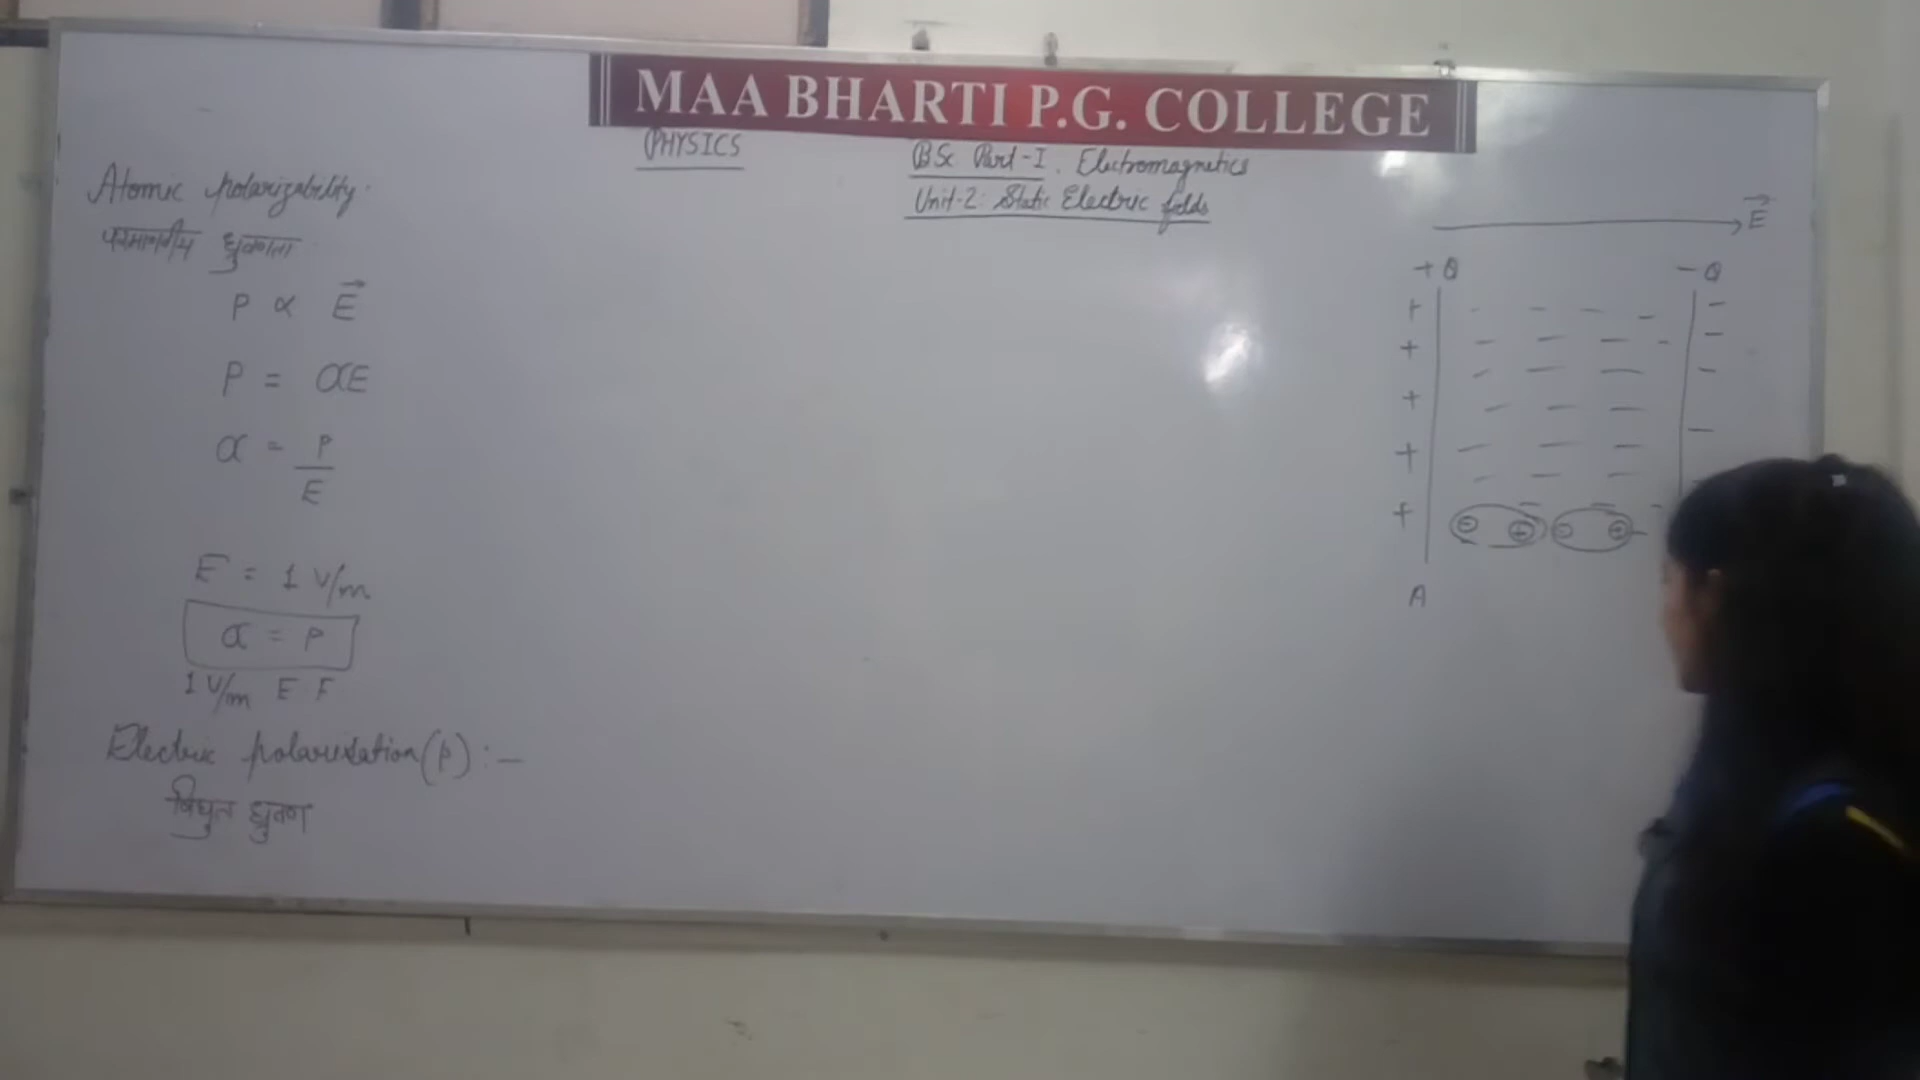 MAA BHARTI P.G. COLLEGE
PHYSICS
BSc Part-I. Electromagnetics
Unit-2: Static Electric fields
Atomic polarizability.
परमाणवीय ध्रुवणता
P ∝ E⃗
P = αE
α = P/E
E = 1 V/m
α = P
1 V/m E.F
Electric polarization (p):-
विघुत ध्रुवण
E⃗
+Q -Q
+ -
+ -
+ -
+ -
+
- + - +
A